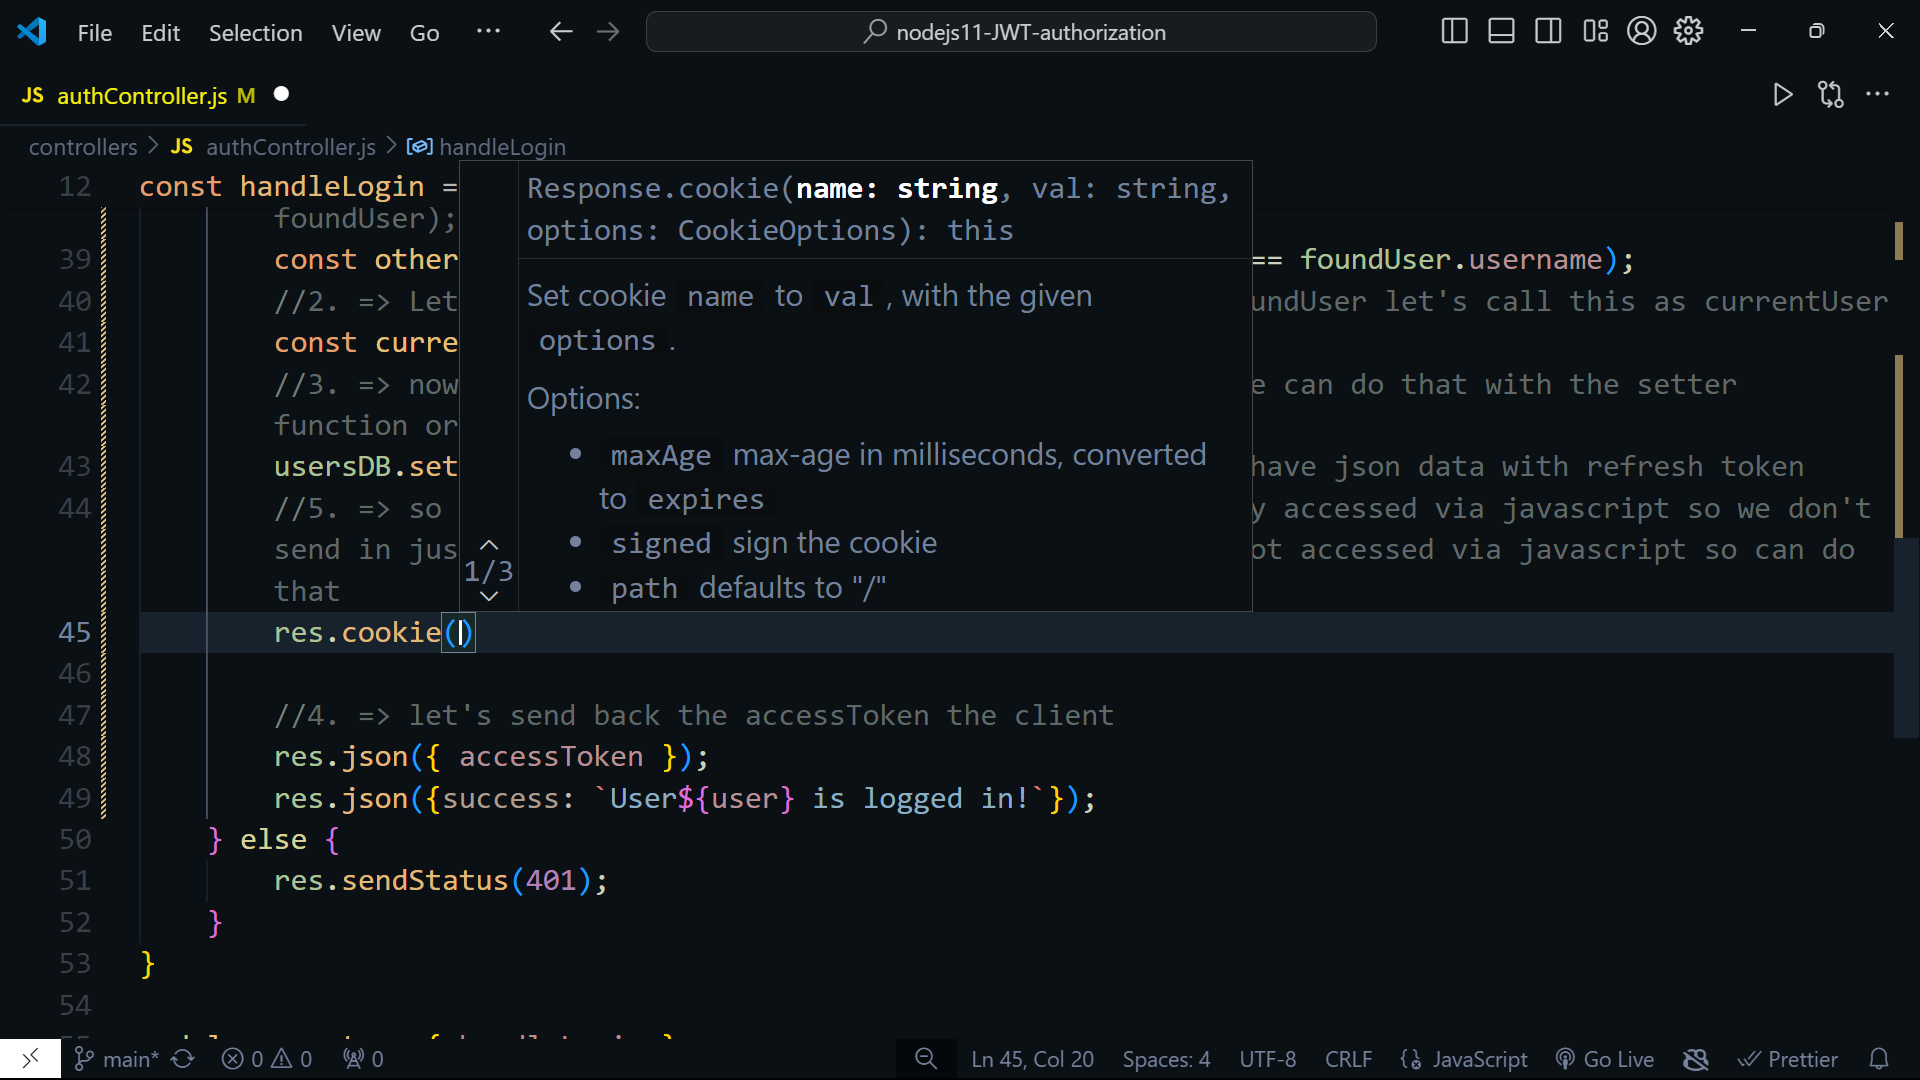 File Edit Selection View Go ··· nodejs11-JWT-authorization
JS authController.js M
controllers > JS authController.js > handleLogin
12 const handleLogin =
foundUser);
39 const other == foundUser.username);
40 //2. => Let undUser let's call this as currentUser
41 const curre
42 //3. => now e can do that with the setter
function or
43 usersDB.set have json data with refresh token
44 //5. => so y accessed via javascript so we don't
send in jus ot accessed via javascript so can do
that
45 res.cookie()
46
47 //4. => let's send back the accessToken the client
48 res.json({ accessToken });
49 res.json({success: `User${user} is logged in!`});
50 } else {
51 res.sendStatus(401);
52 }
53 }
54
Response.cookie(name: string, val: string,
options: CookieOptions): this
Set cookie name to val, with the given
options.
Options:
• maxAge max-age in milliseconds, converted
to expires
• signed sign the cookie
• path defaults to "/"
1/3
main* 0 0 0 Ln 45, Col 20 Spaces: 4 UTF-8 CRLF {} JavaScript Go Live Prettier